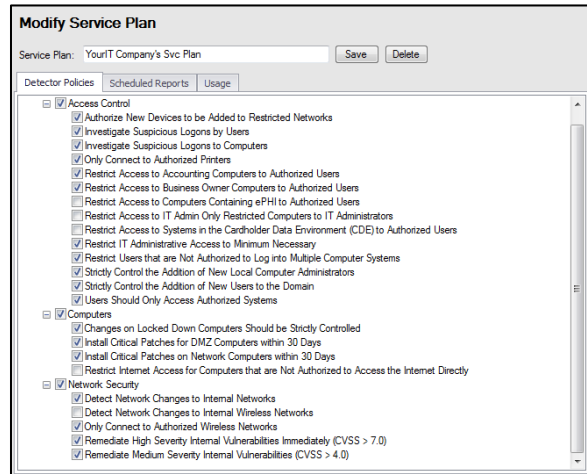 Modify Service Plan
Service Plan: YourIT Company's Svc Plan Save Delete
Detector Policies Scheduled Reports Usage
Access Control
Authorize New Devices to be Added to Restricted Networks
Investigate Suspicious Logons by Users
Investigate Suspicious Logons to Computers
Only Connect to Authorized Printers
Restrict Access to Accounting Computers to Authorized Users
Restrict Access to Business Owner Computers to Authorized Users
Restrict Access to Computers Containing ePHI to Authorized Users
Restrict Access to IT Admin Only Restricted Computers to IT Administrators
Restrict Access to Systems in the Cardholder Data Environment (CDE) to Authorized Users
Restrict IT Administrative Access to Minimum Necessary
Restrict Users that are Not Authorized to Log into Multiple Computer Systems
Strictly Control the Addition of New Local Computer Administrators
Strictly Control the Addition of New Users to the Domain
Users Should Only Access Authorized Systems
Computers
Changes on Locked Down Computers Should be Strictly Controlled
Install Critical Patches for DMZ Computers within 30 Days
Install Critical Patches on Network Computers within 30 Days
Restrict Internet Access for Computers that are Not Authorized to Access the Internet Directly
Network Security
Detect Network Changes to Internal Networks
Detect Network Changes to Internal Wireless Networks
Only Connect to Authorized Wireless Networks
Remediate High Severity Internal Vulnerabilities Immediately (CVSS > 7.0)
Remediate Medium Severity Internal Vulnerabilities (CVSS > 4.0)